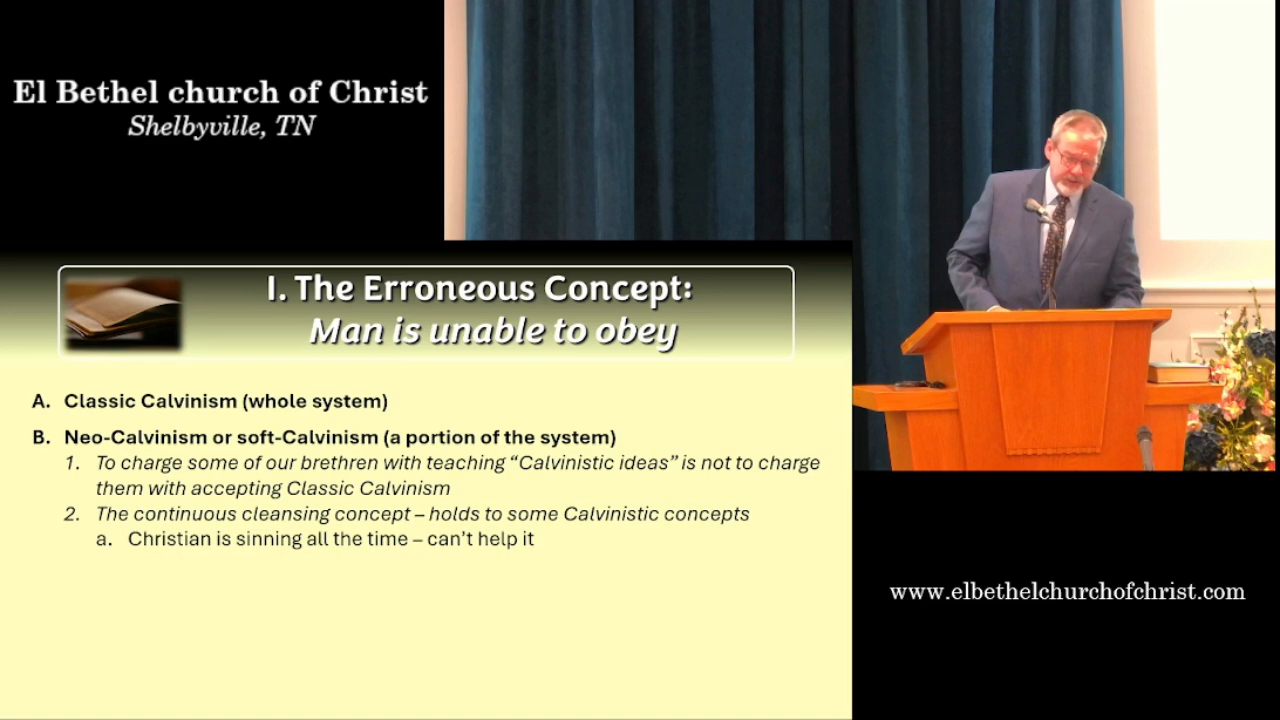 El Bethel church of Christ
Shelbyville, TN
I. The Erroneous Concept:
Man is unable to obey
A. Classic Calvinism (whole system)
B. Neo-Calvinism or soft-Calvinism (a portion of the system)
1. To charge some of our brethren with teaching “Calvinistic ideas” is not to charge
them with accepting Classic Calvinism
2. The continuous cleansing concept – holds to some Calvinistic concepts
a. Christian is sinning all the time – can’t help it
www.elbethelchurchofchrist.com